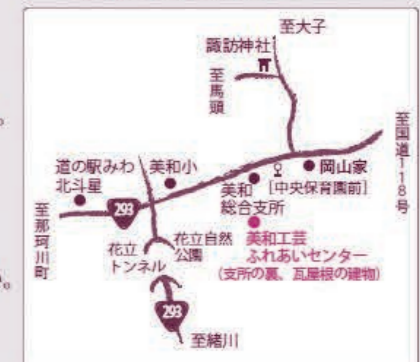 至大子
諏訪神社
至馬頭
至国道118号
岡山家
[中央保育園前]
道の駅みわ
北斗星
美和小
美和
総合支所
293
至那珂川町
花立自然
公園
花立
トンネル
美和工芸
ふれあいセンター
(支所の裏、瓦屋根の建物)
293
至緒川
。
。